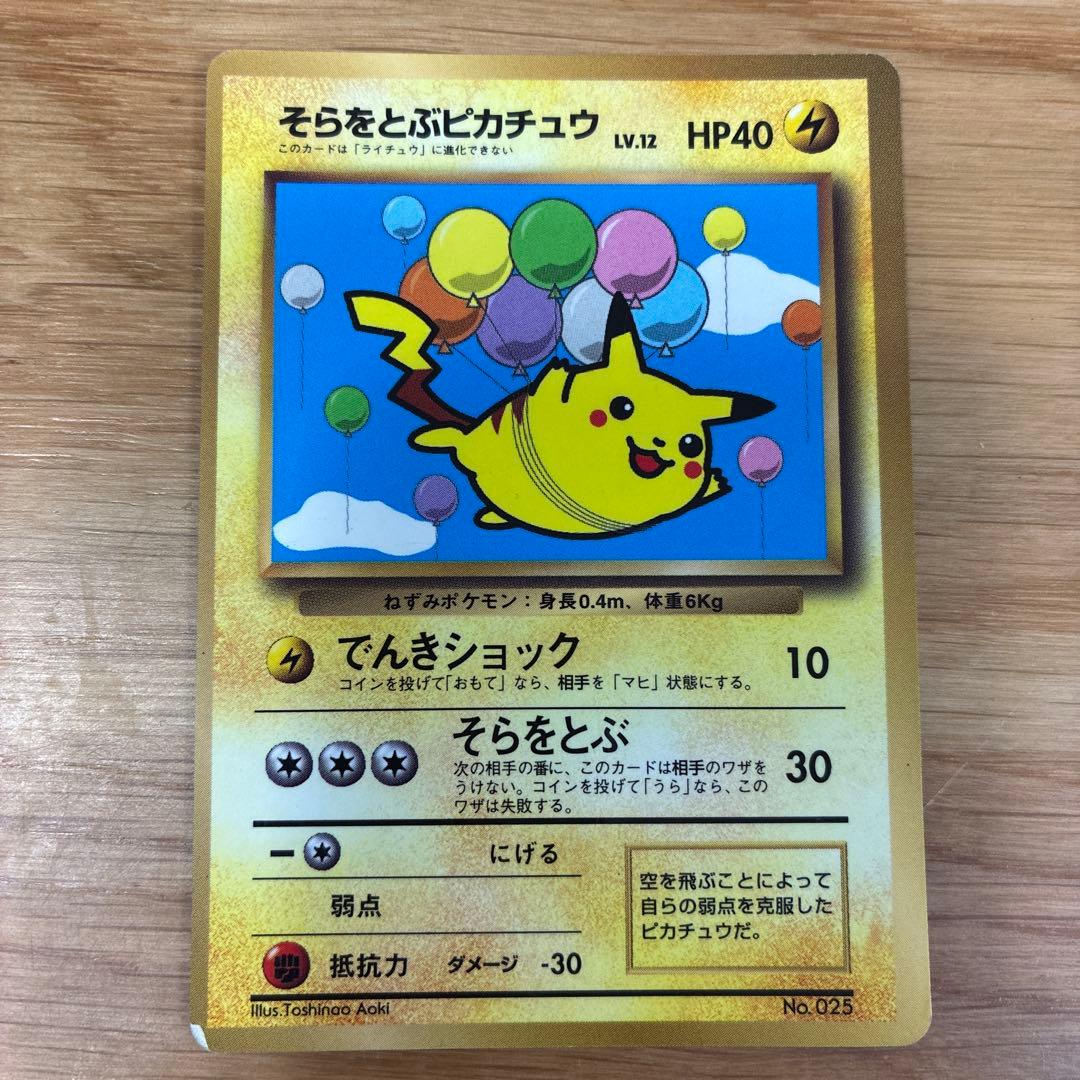 そらをとぶピカチュウ LV.12 HP40
このカードは「ライチュウ」に進化できない
ねずみポケモン：身長0.4m、体重6Kg
でんきショック 10
コインを投げて「おもて」なら、相手を「マヒ」状態にする。
そらをとぶ 30
次の相手の番に、このカードは相手のワザを
うけない。コインを投げて「うら」なら、この
ワザは失敗する。
にげる
弱点
抵抗力 ダメージ -30
空を飛ぶことによって
自らの弱点を克服した
ピカチュウだ。
Illus.Toshinao Aoki No.025